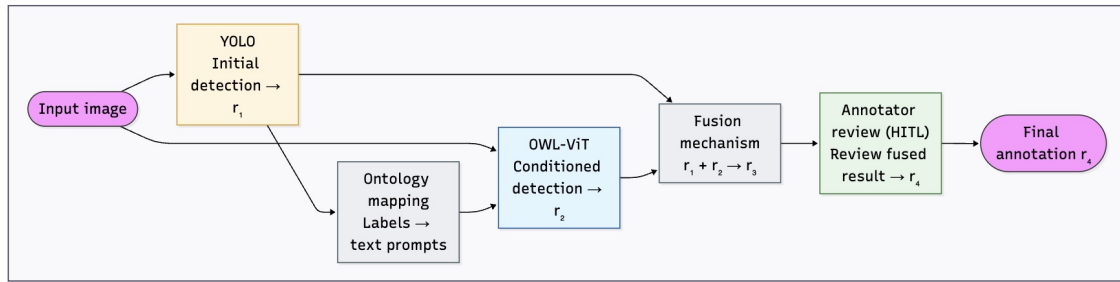 Input image
YOLO
Initial
detection →
r₁
Ontology
mapping
Labels →
text prompts
OWL-ViT
Conditioned
detection →
r₂
Fusion
mechanism
r₁ + r₂ → r₃
Annotator
review (HITL)
Review fused
result → r₄
Final
annotation r₄